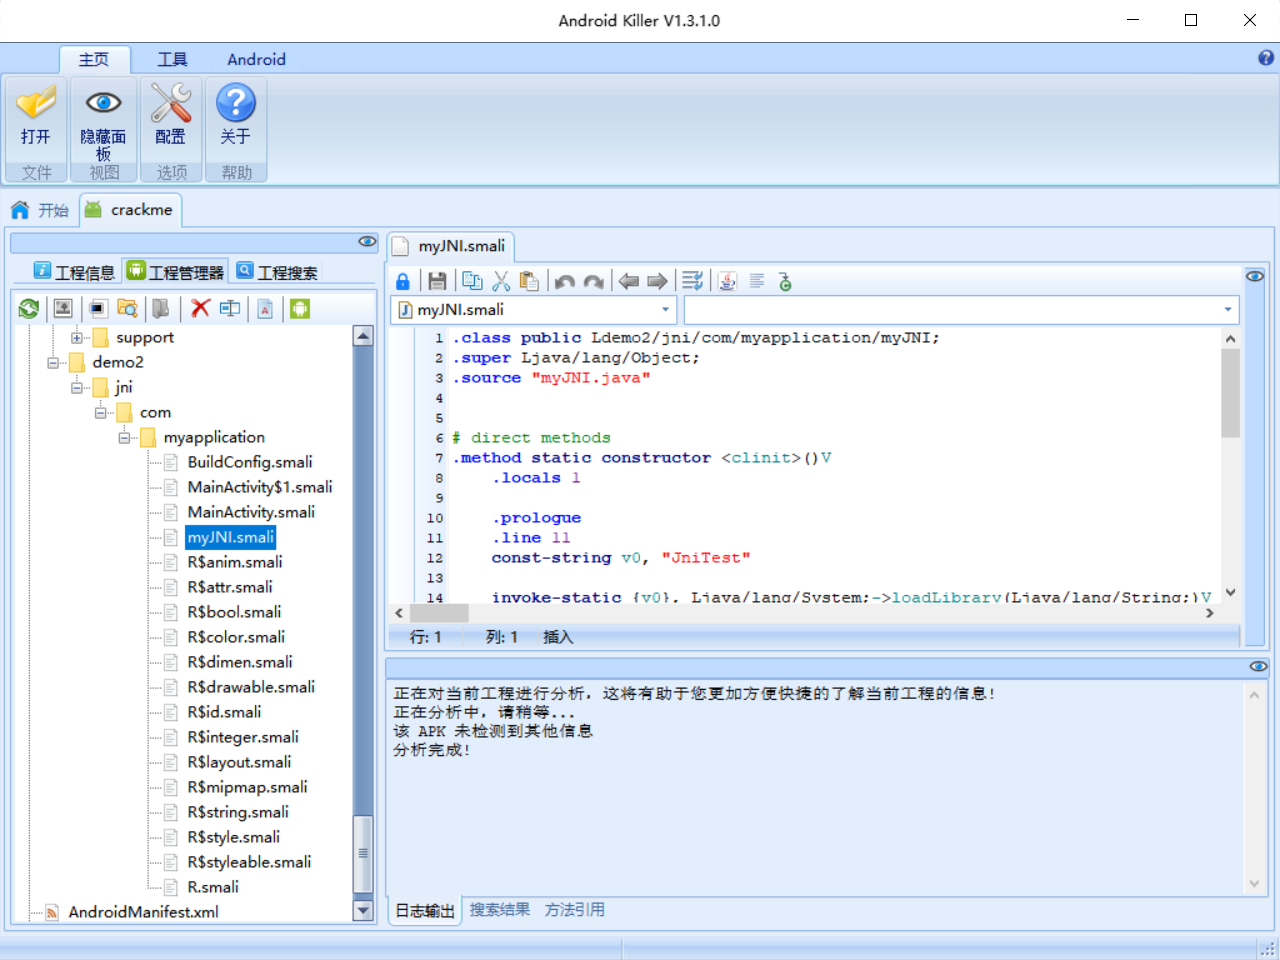 Android Killer V1.3.1.0
主页 工具 Android
打开 隐藏面板 配置 关于
文件 视图 选项 帮助
开始 crackme
工程信息 工程管理器 工程搜索
support
demo2
jni
com
myapplication
BuildConfig.smali
MainActivity$1.smali
MainActivity.smali
myJNI.smali
R$anim.smali
R$attr.smali
R$bool.smali
R$color.smali
R$dimen.smali
R$drawable.smali
R$id.smali
R$integer.smali
R$layout.smali
R$mipmap.smali
R$string.smali
R$style.smali
R$styleable.smali
R.smali
AndroidManifest.xml
myJNI.smali
myJNI.smali
1 .class public Ldemo2/jni/com/myapplication/myJNI;
2 .super Ljava/lang/Object;
3 .source "myJNI.java"
4
5
6 # direct methods
7 .method static constructor <clinit>()V
8 .locals 1
9
10 .prologue
11 .line 11
12 const-string v0, "JniTest"
13
14 invoke-static {v0}, Ljava/lang/System;->loadLibrary(Ljava/lang/String;)V
行: 1 列: 1 插入
正在对当前工程进行分析，这将有助于您更加方便快捷的了解当前工程的信息！
正在分析中，请稍等...
该 APK 未检测到其他信息
分析完成！
日志输出 搜索结果 方法引用